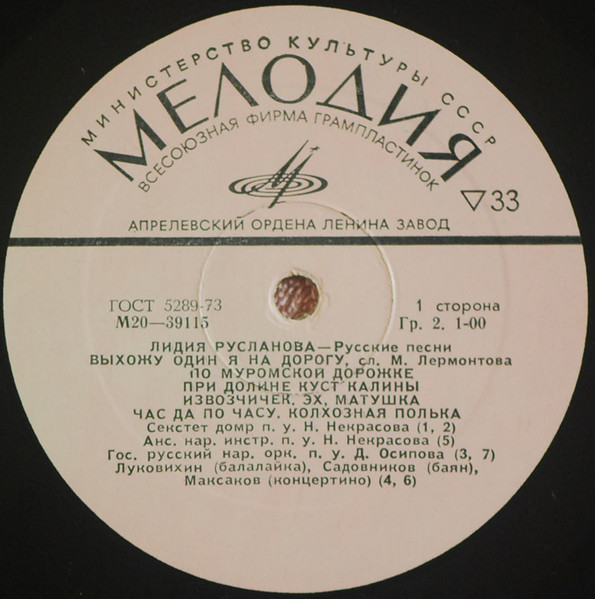 МИНИСТЕРСТВО КУЛЬТУРЫ СССР
МЕЛОДИЯ
ВСЕСОЮЗНАЯ ФИРМА ГРАМПЛАСТИНОК
▽33
АПРЕЛЕВСКИЙ ОРДЕНА ЛЕНИНА ЗАВОД
ГОСТ 5289-73
1 сторона
М20—39115
Гр. 2. 1-00
ЛИДИЯ РУСЛАНОВА—Русские песни
ВЫХОЖУ ОДИН Я НА ДОРОГУ, сл. М. Лермонтова
ПО МУРОМСКОЙ ДОРОЖКЕ
ПРИ ДОЛИНЕ КУСТ КАЛИНЫ
ИЗВОЗЧИЧЕК. ЭХ, МАТУШКА
ЧАС ДА ПО ЧАСУ. КОЛХОЗНАЯ ПОЛЬКА
Секстет домр п. у Н. Некрасова (1, 2)
Анс. нар. инстр. п. у. Н. Некрасова (5)
Гос. русский нар. орк. п. у. Д. Осипова (3, 7)
Луковихин (балалайка), Садовников (баян),
Максаков (концертино) (4, 6)